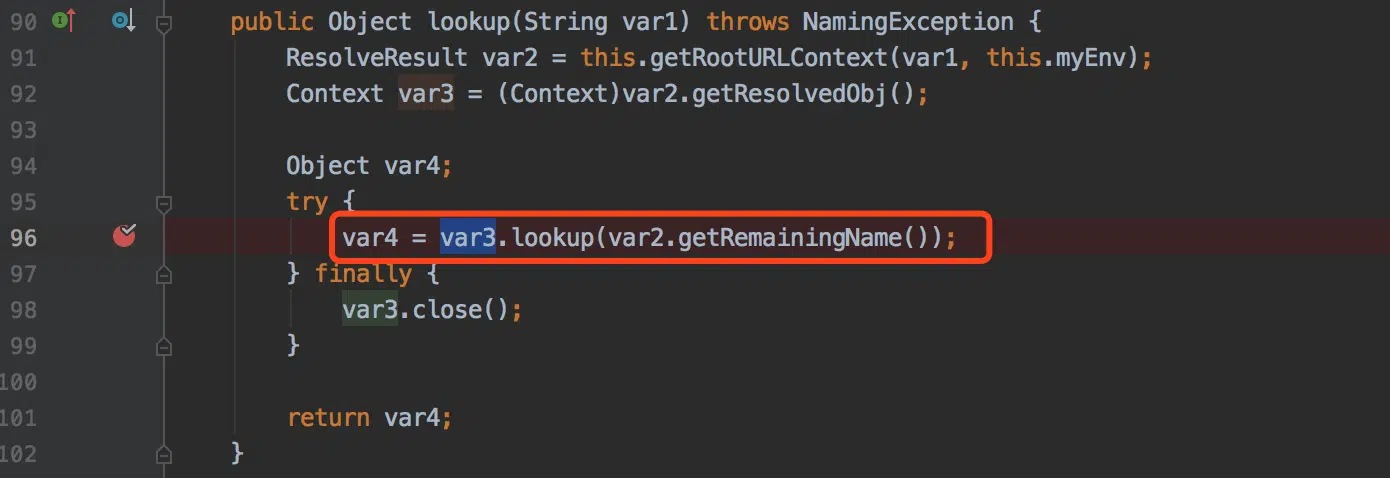 90 I O public Object lookup(String var1) throws NamingException {
91 ResolveResult var2 = this.getRootURLContext(var1, this.myEnv);
92 Context var3 = (Context)var2.getResolvedObj();
93
94 Object var4;
95 try {
96 var4 = var3.lookup(var2.getRemainingName());
97 } finally {
98 var3.close();
99 }
100
101 return var4;
102 }